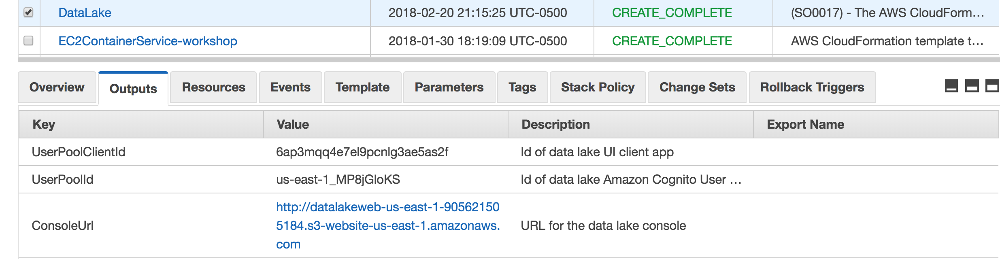 DataLake 2018-02-20 21:15:25 UTC-0500 CREATE_COMPLETE (SO0017) - The AWS CloudForm...
EC2ContainerService-workshop 2018-01-30 18:19:09 UTC-0500 CREATE_COMPLETE AWS CloudFormation template t...
Overview Outputs Resources Events Template Parameters Tags Stack Policy Change Sets Rollback Triggers
Key Value Description Export Name
UserPoolClientId 6ap3mqq4e7el9pcnlg3ae5as2f Id of data lake UI client app
UserPoolId us-east-1_MP8jGloKS Id of data lake Amazon Cognito User ...
ConsoleUrl http://datalakeweb-us-east-1-90562150
5184.s3-website-us-east-1.amazonaws.
com URL for the data lake console